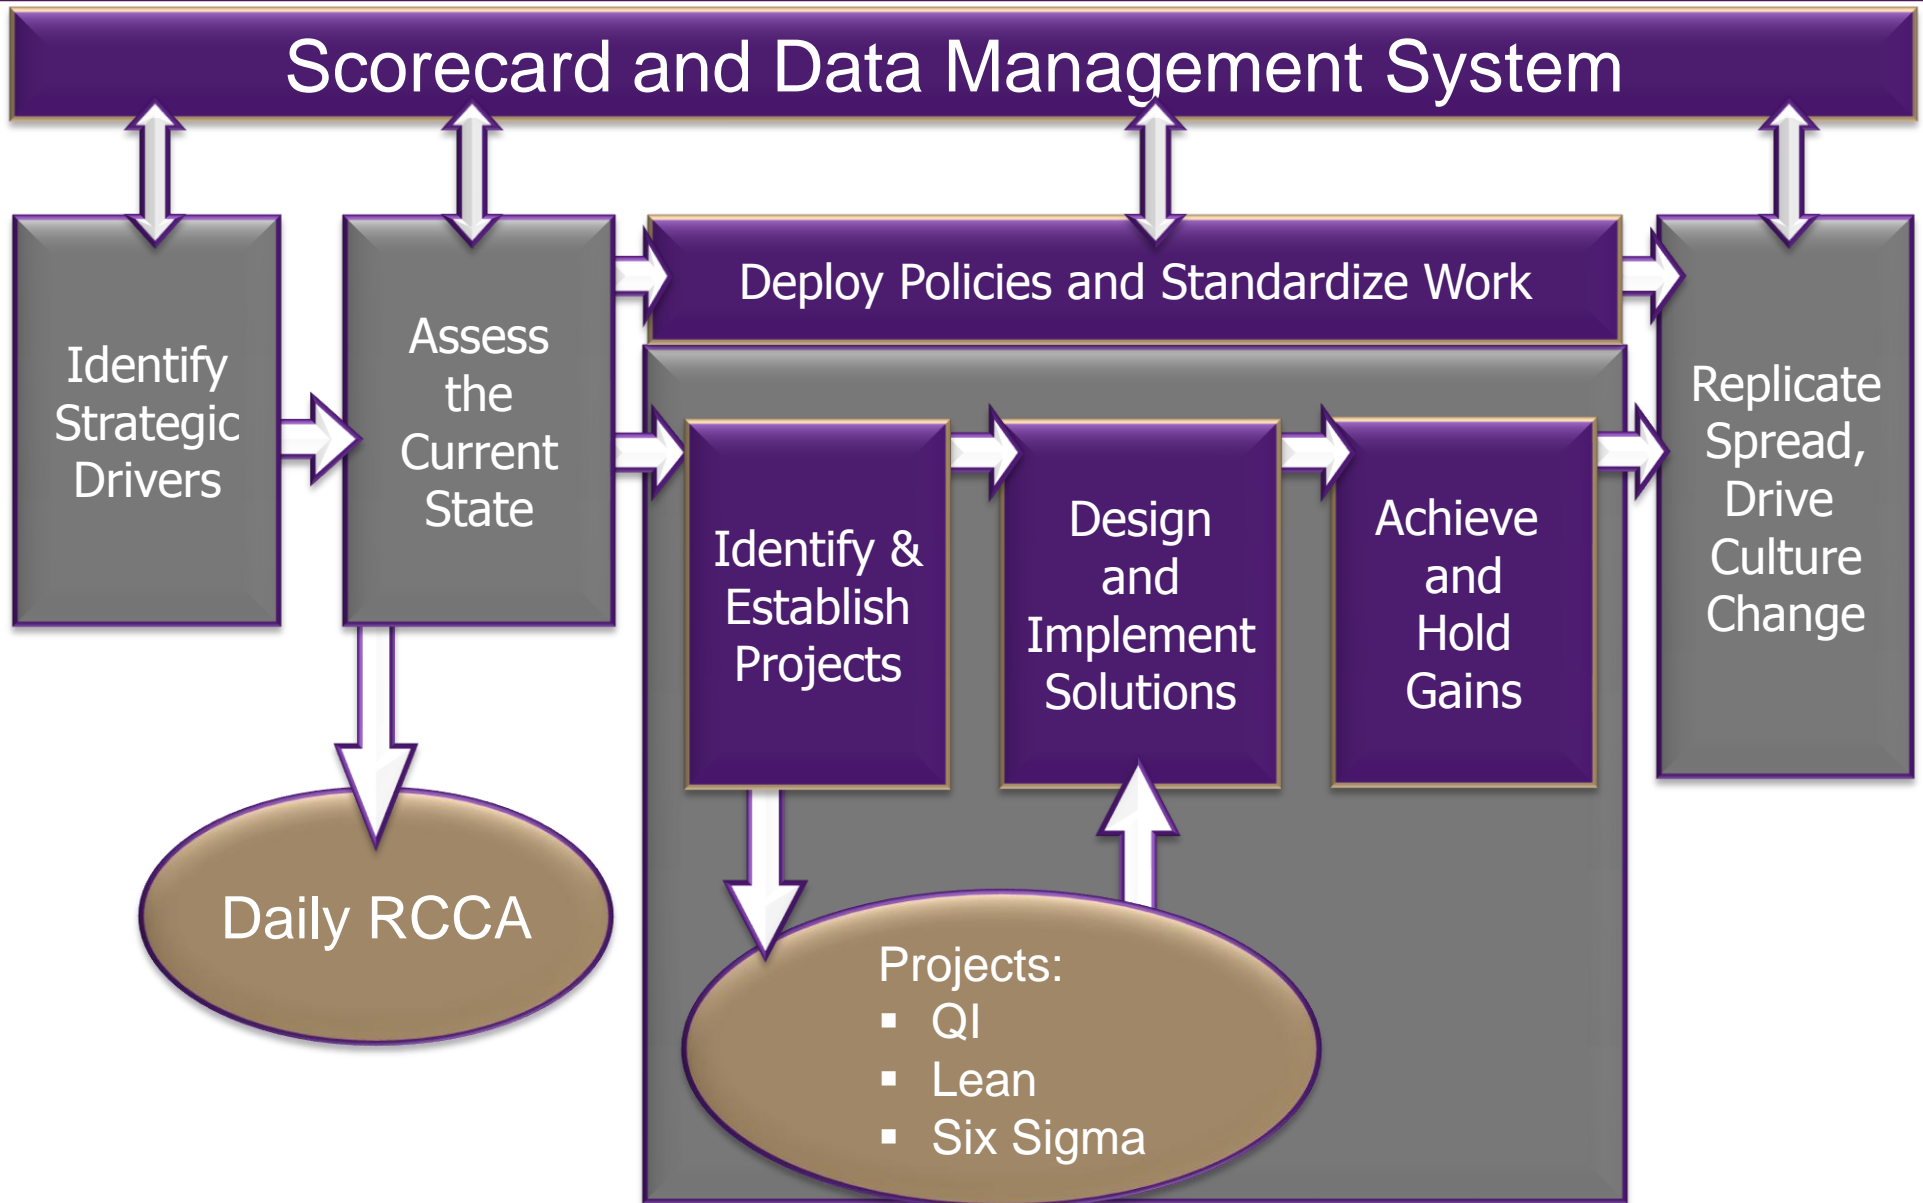 Scorecard and Data Management System
Identify
Strategic
Drivers
Assess
the
Current
State
Deploy Policies and Standardize Work
Identify &
Establish
Projects
Design
and
Implement
Solutions
Achieve
and
Hold
Gains
Replicate
Spread,
Drive
Culture
Change
Daily RCCA
Projects:
▪ QI
▪ Lean
▪ Six Sigma